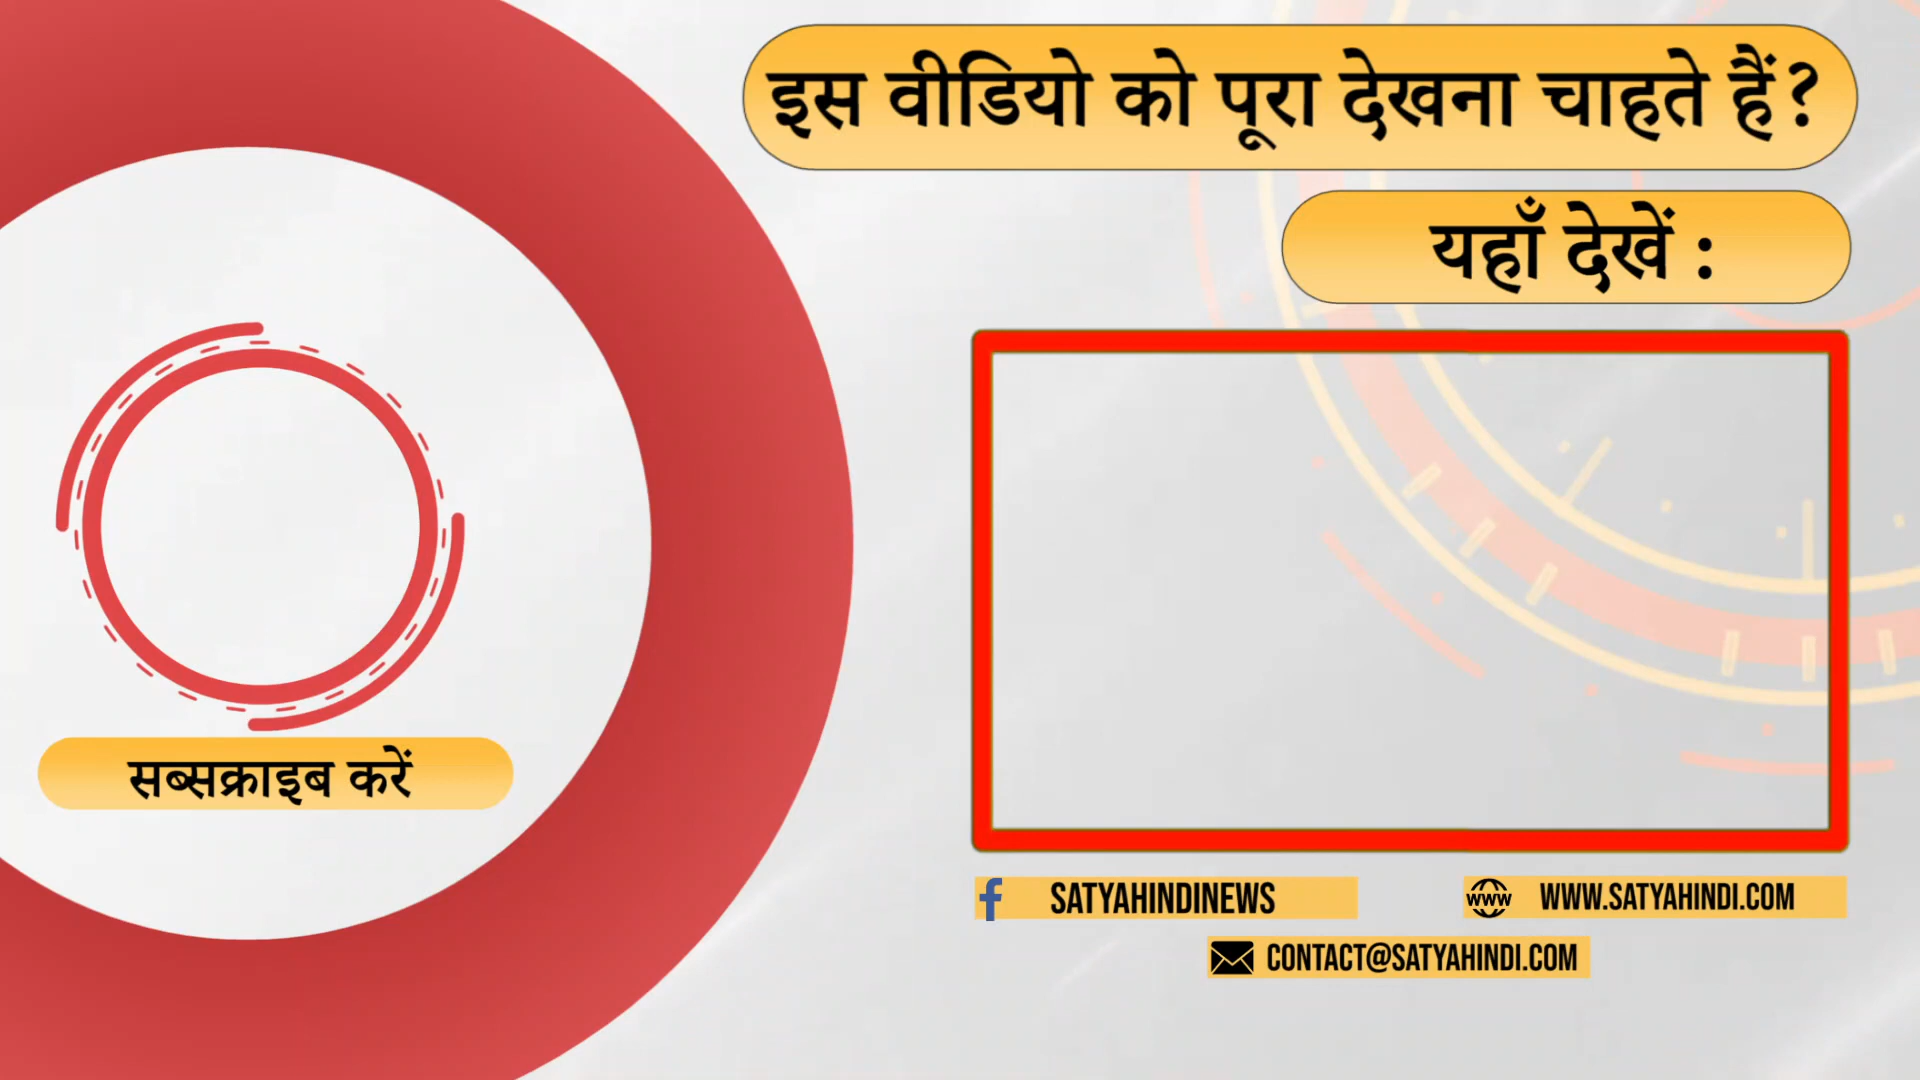 इस वीडियो को पूरा देखना चाहते हैं?
यहाँ देखें :
सब्सक्राइब करें
SATYAHINDINEWS
WWW WWW.SATYAHINDI.COM
CONTACT@SATYAHINDI.COM